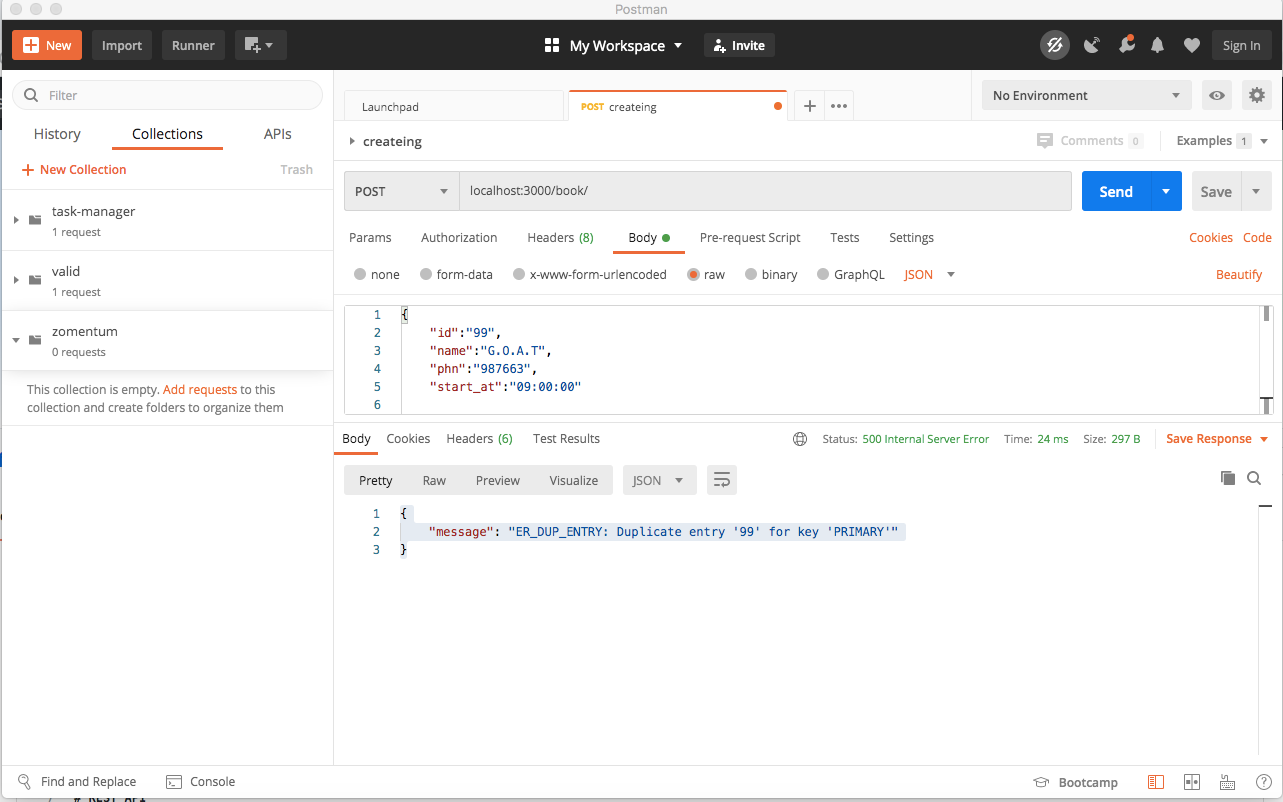 Postman
New
Import
Runner
My Workspace
Invite
Sign In
Filter
History
Collections
APIs
New Collection
Trash
task-manager
1 request
valid
1 request
zomentum
0 requests
This collection is empty. Add requests to this
collection and create folders to organize them
Launchpad
POST createing
No Environment
createing
Comments 0
Examples 1
POST
localhost:3000/book/
Send
Save
Params
Authorization
Headers (8)
Body
Pre-request Script
Tests
Settings
Cookies
Code
none
form-data
x-www-form-urlencoded
raw
binary
GraphQL
JSON
Beautify
1 {
2 "id":"99",
3 "name":"G.O.A.T",
4 "phn":"987663",
5 "start_at":"09:00:00"
6
Body
Cookies
Headers (6)
Test Results
Status: 500 Internal Server Error
Time: 24 ms
Size: 297 B
Save Response
Pretty
Raw
Preview
Visualize
JSON
1 {
2 "message": "ER_DUP_ENTRY: Duplicate entry '99' for key 'PRIMARY'"
3 }
Find and Replace
Console
Bootcamp
# REST API